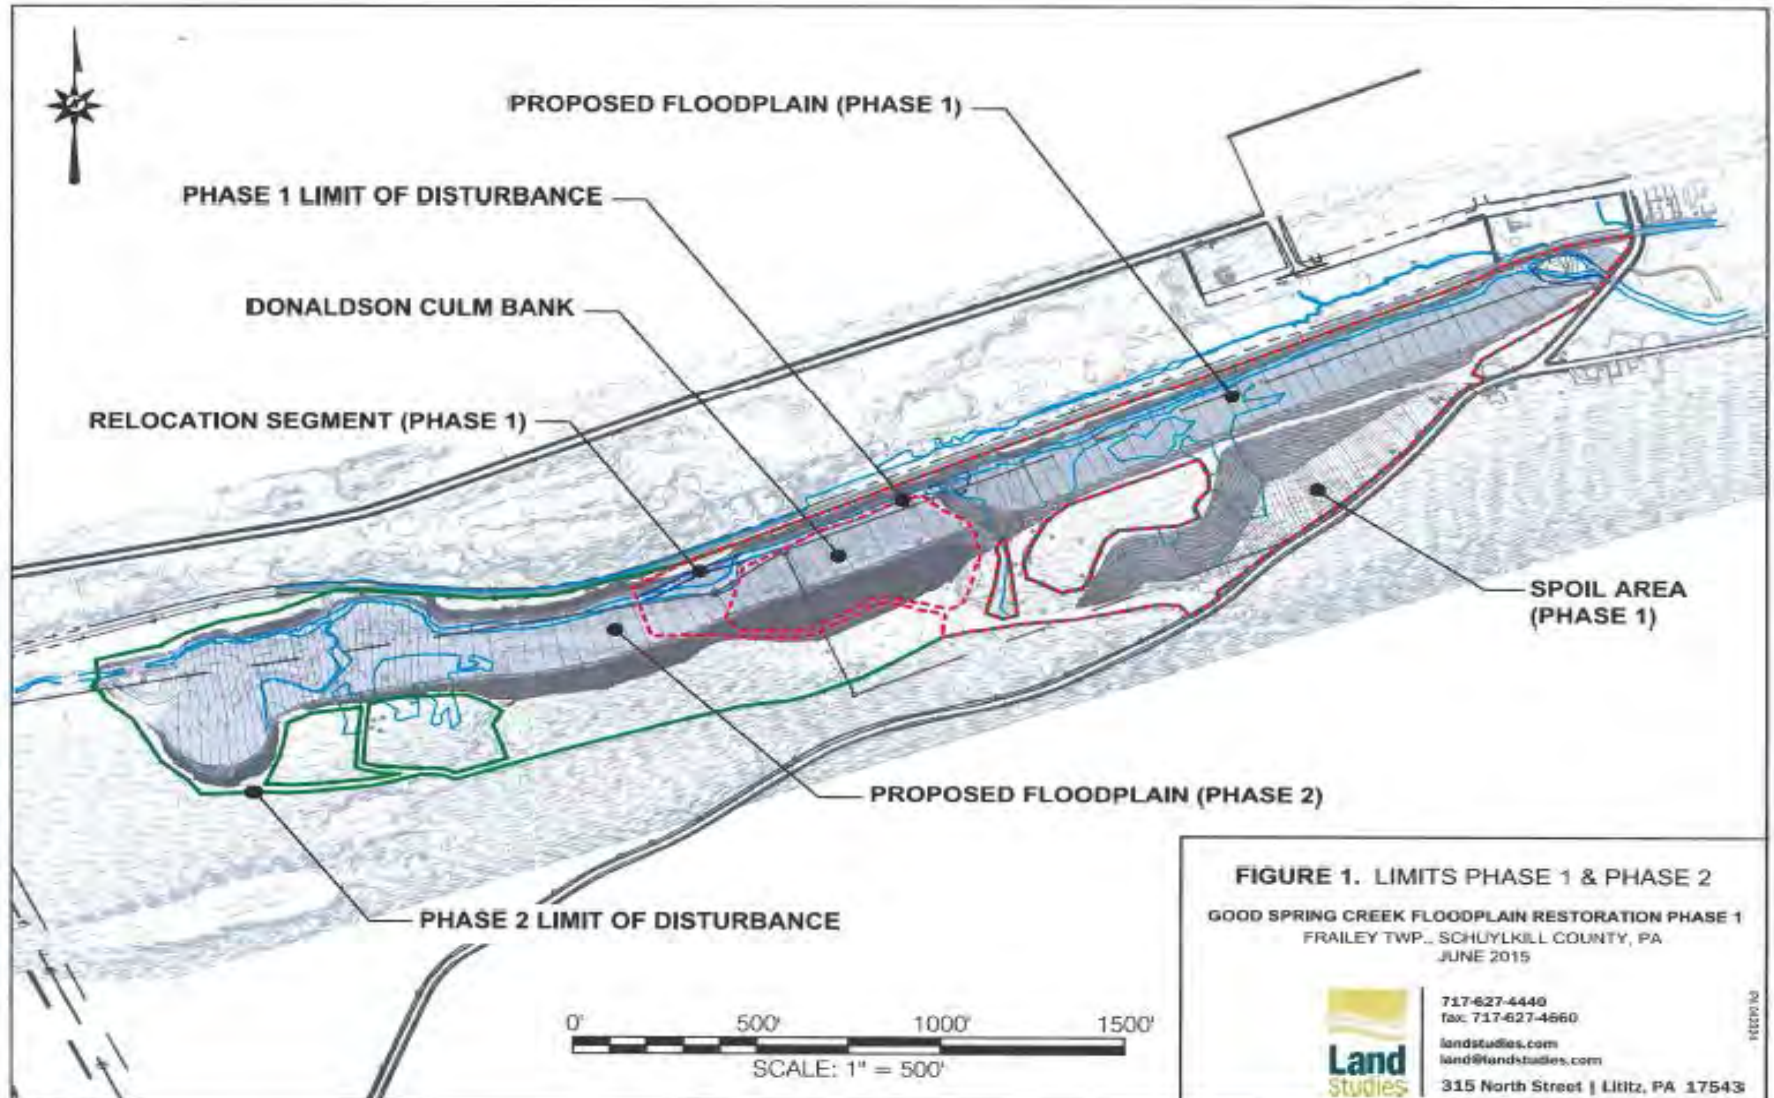 PROPOSED FLOODPLAIN (PHASE 1)
PHASE 1 LIMIT OF DISTURBANCE
DONALDSON CULM BANK
RELOCATION SEGMENT (PHASE 1)
SPOIL AREA
(PHASE 1)
PROPOSED FLOODPLAIN (PHASE 2)
PHASE 2 LIMIT OF DISTURBANCE
0' 500' 1000' 1500'
SCALE: 1" = 500'
FIGURE 1. LIMITS PHASE 1 & PHASE 2
GOOD SPRING CREEK FLOODPLAIN RESTORATION PHASE 1
FRAILEY TWP., SCHUYLKILL COUNTY, PA
JUNE 2015
717-627-4440
fax: 717-627-4660
landstudies.com
land@landstudies.com
315 North Street | Lititz, PA 17543
Land
Studies